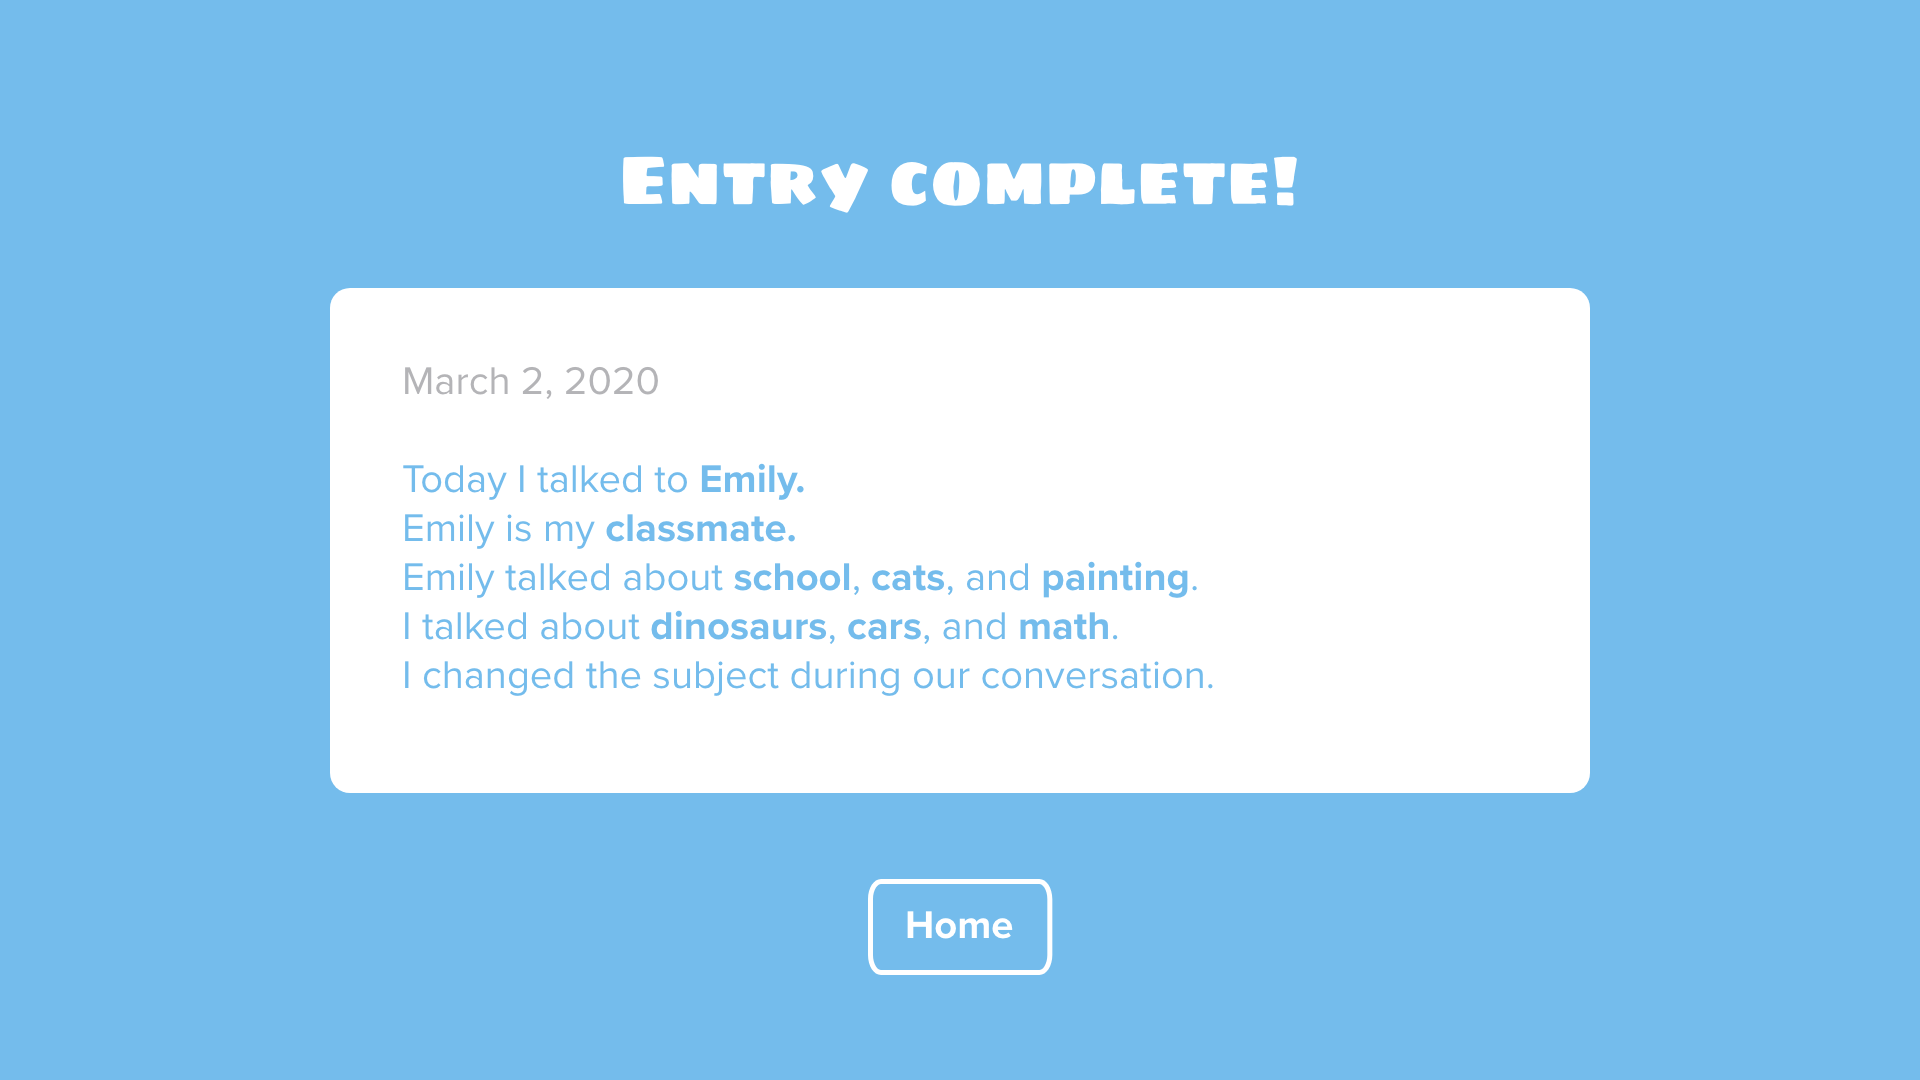 Entry complete!
March 2, 2020
Today I talked to Emily.
Emily is my classmate.
Emily talked about school, cats, and painting.
I talked about dinosaurs, cars, and math.
I changed the subject during our conversation.
Home